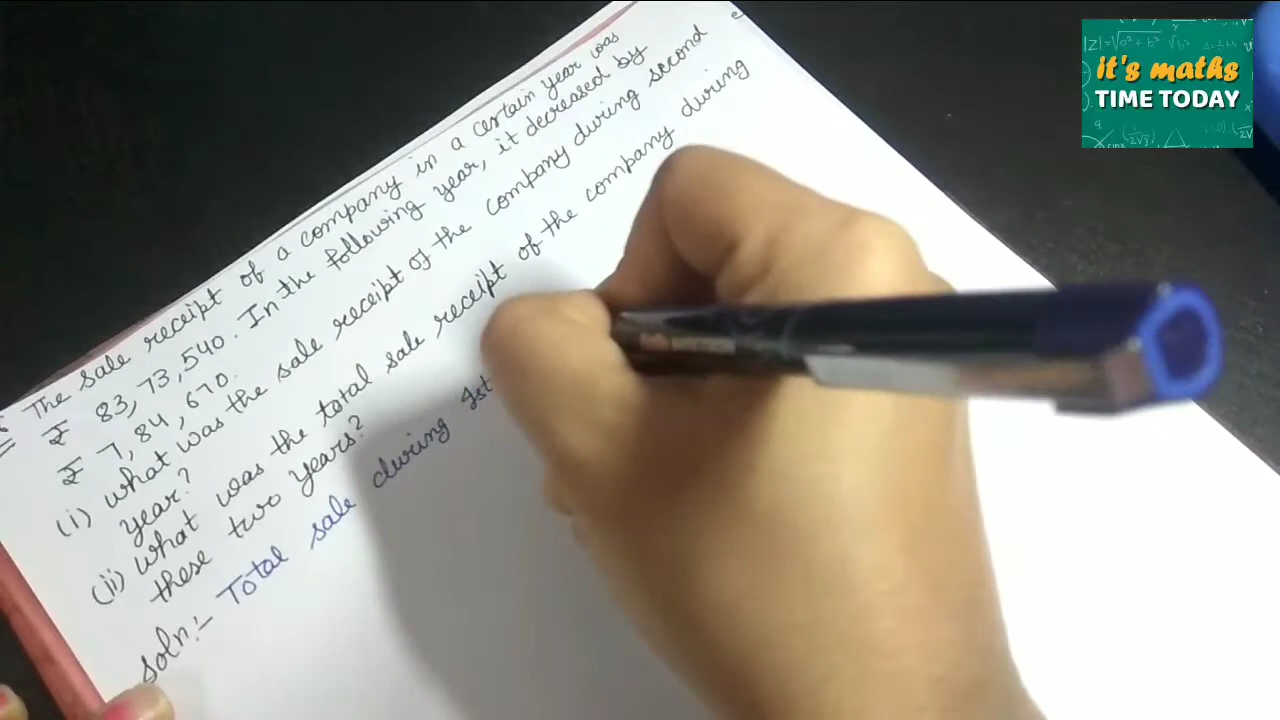 The sale receipt of a company in a certain year was
₹ 83,73,540. In the following year, it decreased by
₹ 7,84,670.
(i) what was the sale receipt of the company during second
year?
(ii) what was the total sale receipt of the company during
these two years?
soln:- Total sale during 1st
it's maths
TIME TODAY